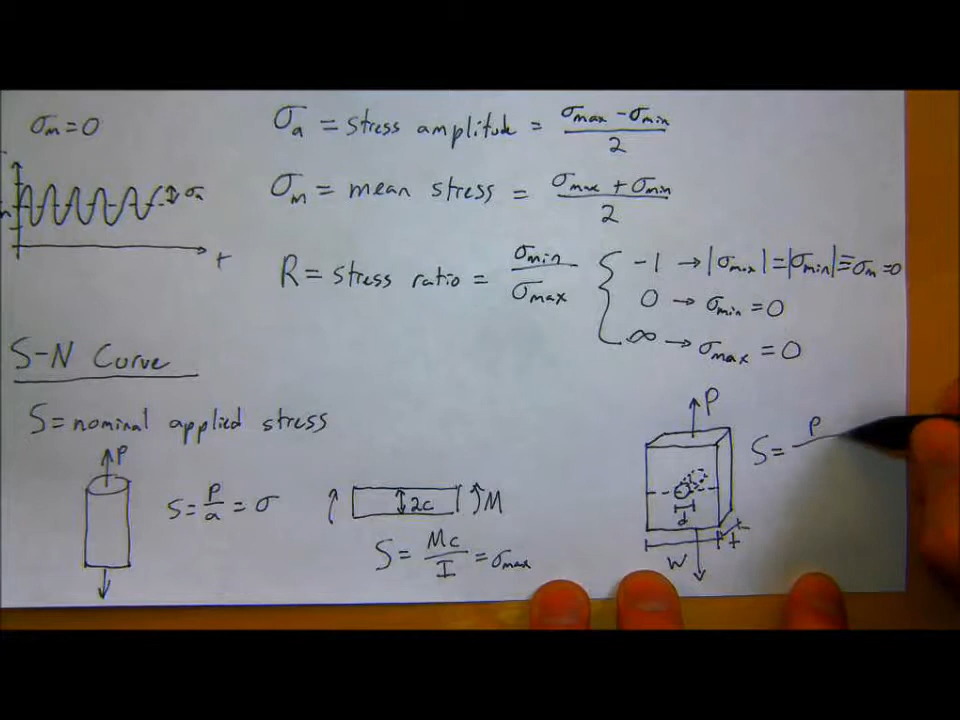 σm = 0
σa = stress amplitude = (σmax − σmin) / 2
σa
t
σm = mean stress = (σmax + σmin) / 2
R = stress ratio = σmin / σmax { −1 → |σmax| = |σmin| ≡ σm = 0
0 → σmin = 0
∞ → σmax = 0
S-N Curve
S = nominal applied stress
P
S = P/a = σ
2c
M
S = Mc/I = σmax
P
d
t
W
S = P